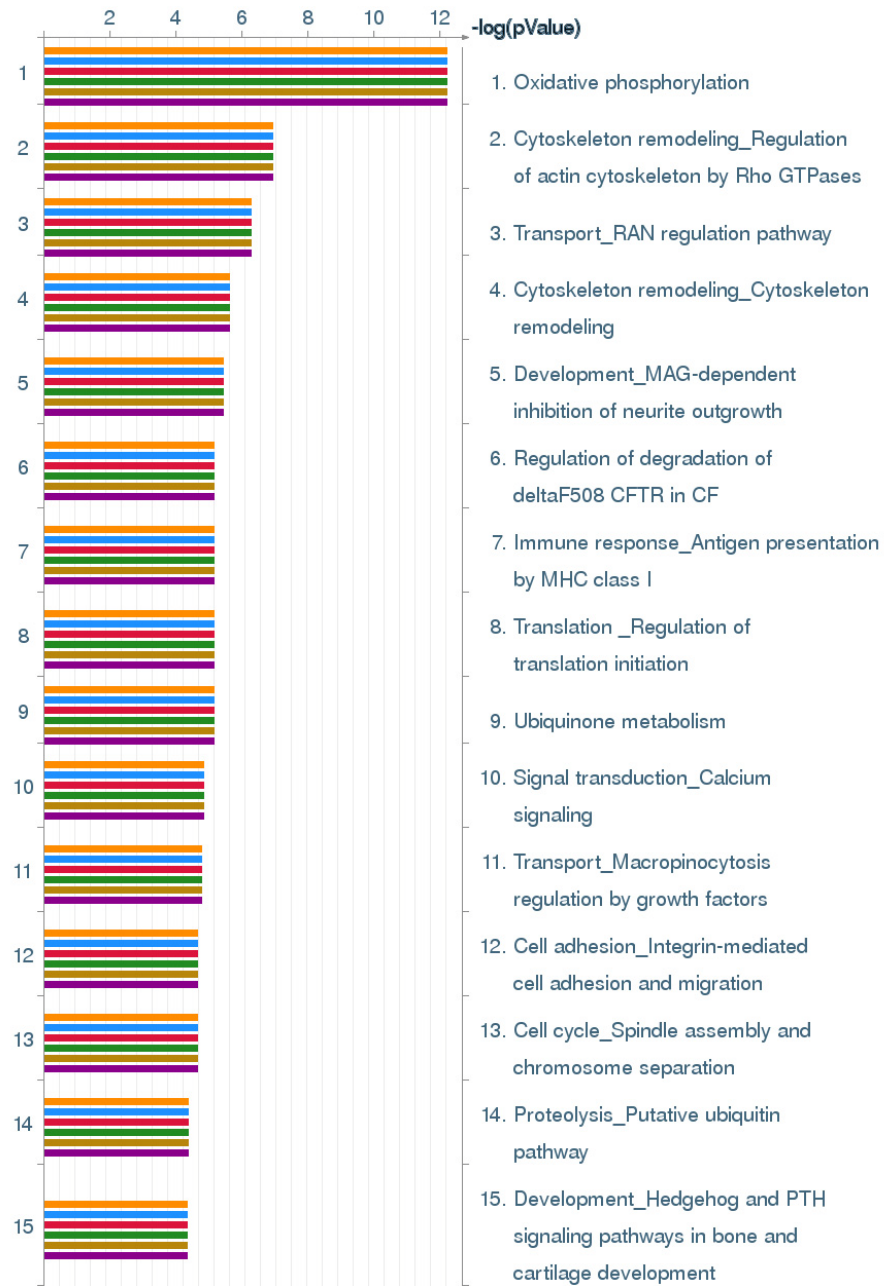 2 4 6 8 10 12
-log(pValue)
1
1. Oxidative phosphorylation
2
2. Cytoskeleton remodeling_Regulation
of actin cytoskeleton by Rho GTPases
3
3. Transport_RAN regulation pathway
4
4. Cytoskeleton remodeling_Cytoskeleton
remodeling
5
5. Development_MAG-dependent
inhibition of neurite outgrowth
6
6. Regulation of degradation of
deltaF508 CFTR in CF
7
7. Immune response_Antigen presentation
by MHC class I
8
8. Translation _Regulation of
translation initiation
9
9. Ubiquinone metabolism
10
10. Signal transduction_Calcium
signaling
11
11. Transport_Macropinocytosis
regulation by growth factors
12
12. Cell adhesion_Integrin-mediated
cell adhesion and migration
13
13. Cell cycle_Spindle assembly and
chromosome separation
14
14. Proteolysis_Putative ubiquitin
pathway
15
15. Development_Hedgehog and PTH
signaling pathways in bone and
cartilage development